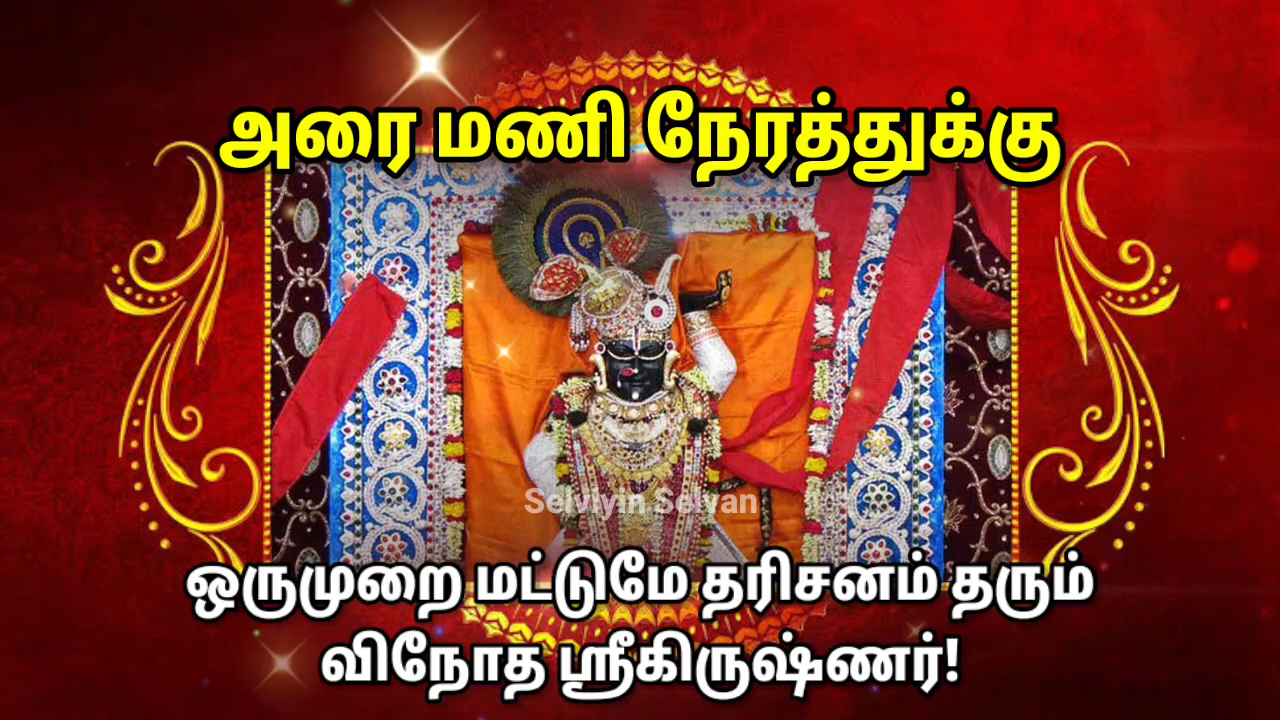 அரை மணி நேரத்துக்கு
Selviyin Selvan
ஒருமுறை மட்டுமே தரிசனம் தரும்
விநோத ஸ்ரீகிருஷ்ணர்!